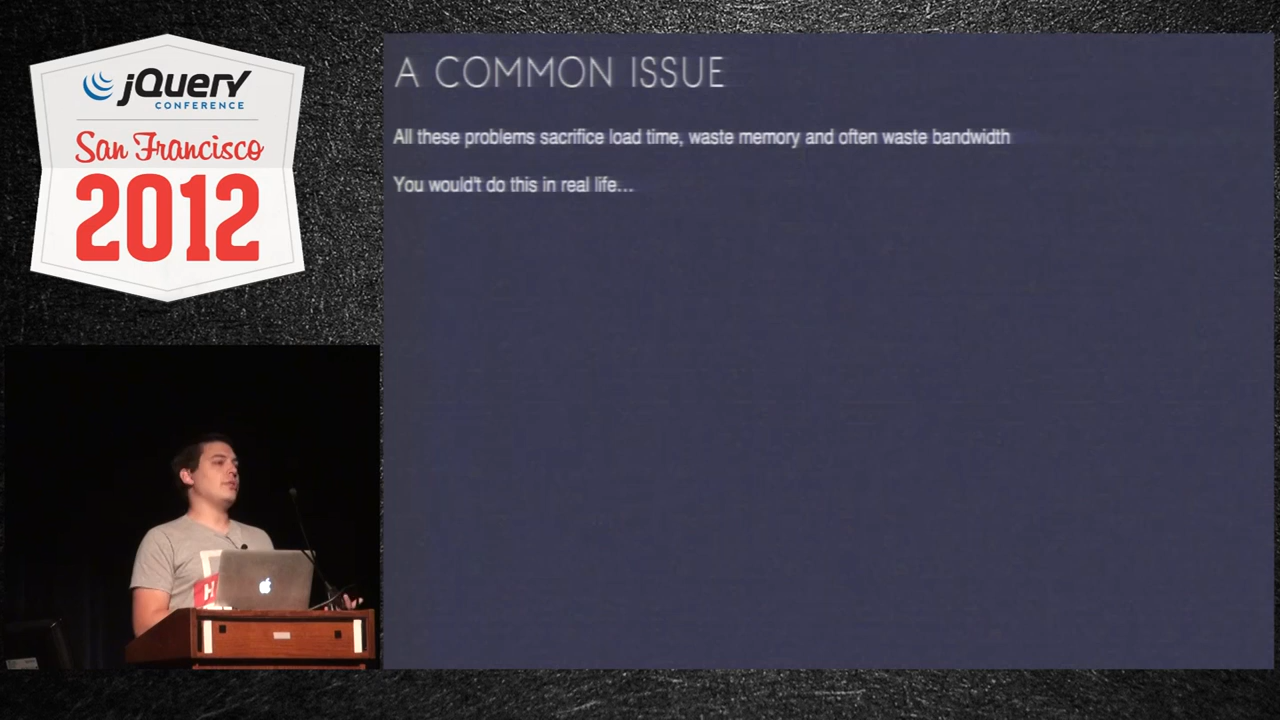 jQuery
CONFERENCE
San Francisco
2012
A COMMON ISSUE
All these problems sacrifice load time, waste memory and often waste bandwidth
You would't do this in real life...
H